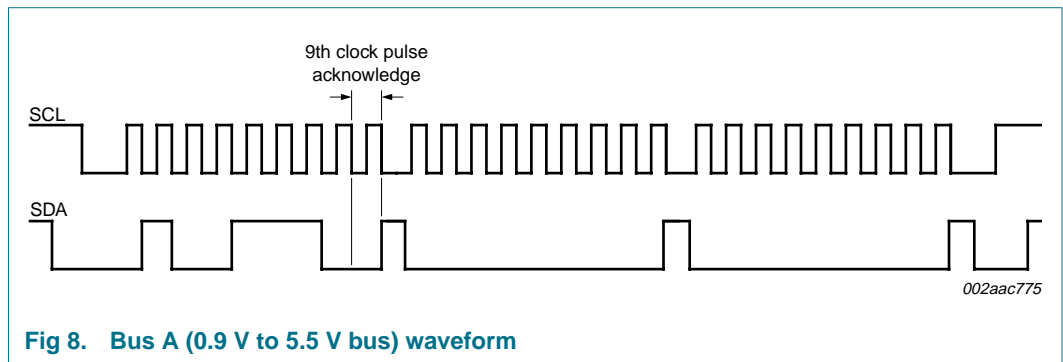 9th clock pulse
acknowledge
SCL
SDA
002aac775
Fig 8. Bus A (0.9 V to 5.5 V bus) waveform